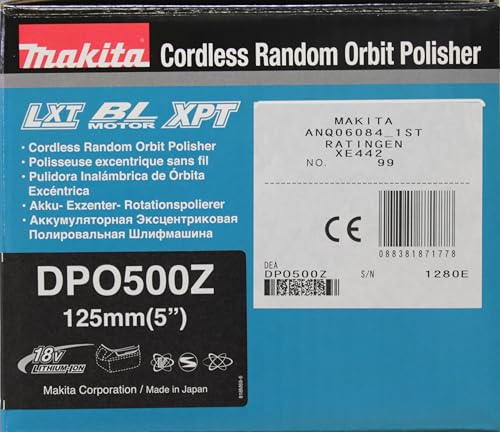 makita Cordless Random Orbit Polisher
LXT BL MOTOR XPT
• Cordless Random Orbit Polisher
• Polisseuse excentrique sans fil
• Pulidora Inalámbrica de Órbita
Excéntrica
• Akku- Exzenter- Rotationspolierer
• Аккумуляторная Эксцентриковая
Полировальная Шлифмашина
DPO500Z
125mm(5”)
18V
LITHIUM-ION
Makita Corporation / Made in Japan
MAKITA
ANQ06084_1ST
RATINGEN
XE442
NO. 99
CE
088381871778
DEA
DPO500Z S/N 1280E